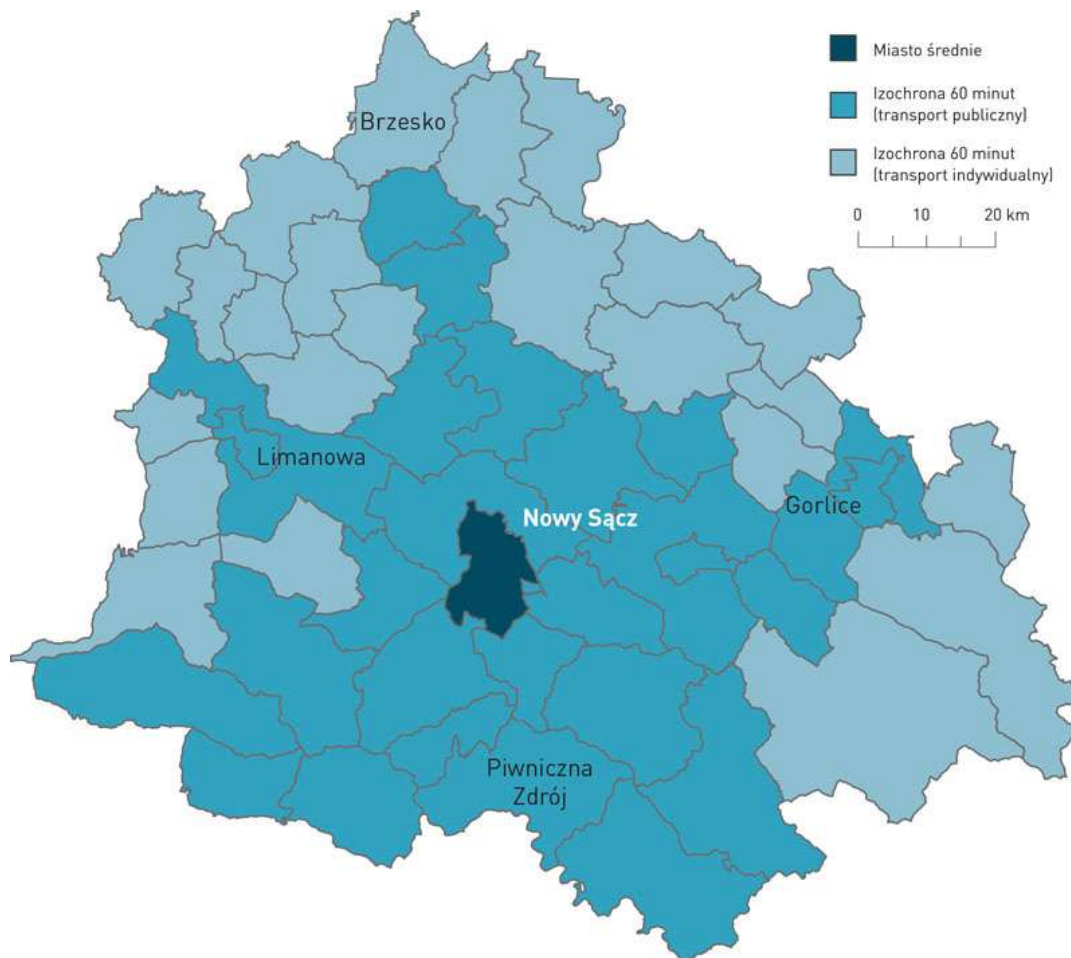 Miasto średnie
Izochrona 60 minut
(transport publiczny)
Izochrona 60 minut
(transport indywidualny)
0 10 20 km
Brzesko
Limanowa
Gorlice
Nowy Sącz
Piwniczna
Zdrój